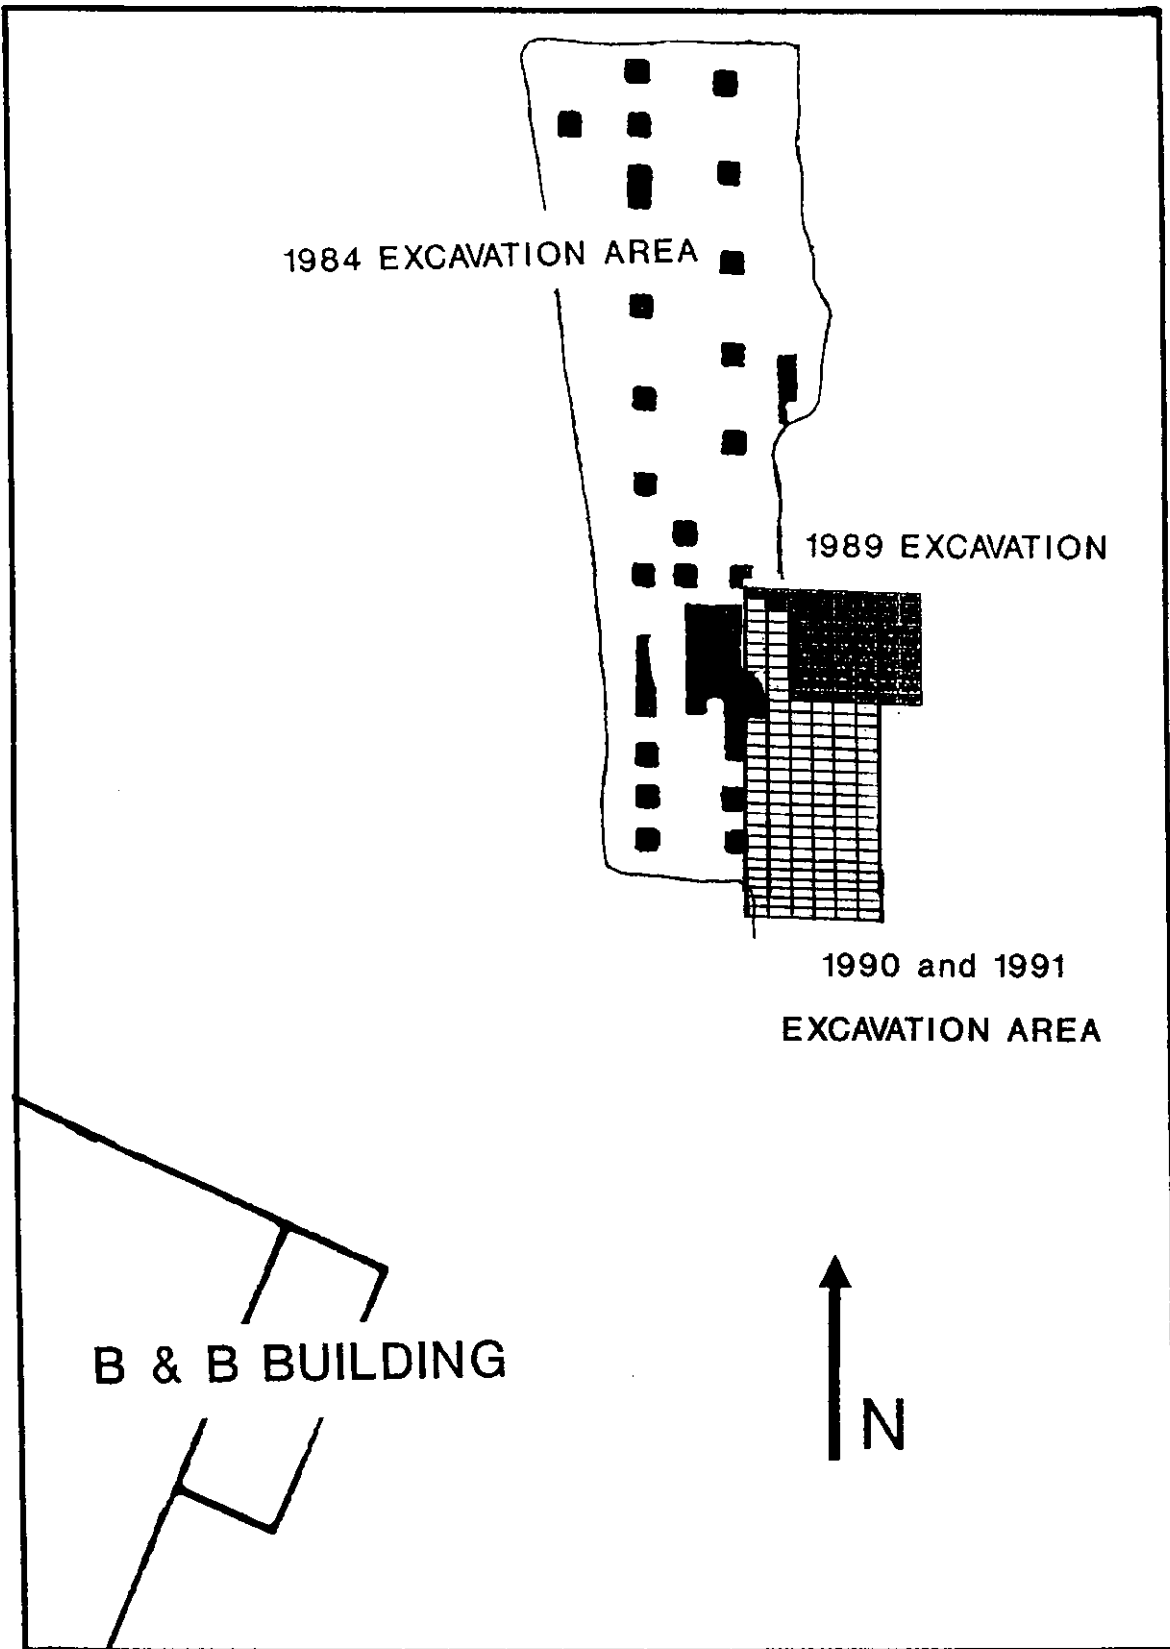 1984 EXCAVATION AREA
1989 EXCAVATION
1990 and 1991
EXCAVATION AREA
B & B BUILDING
N